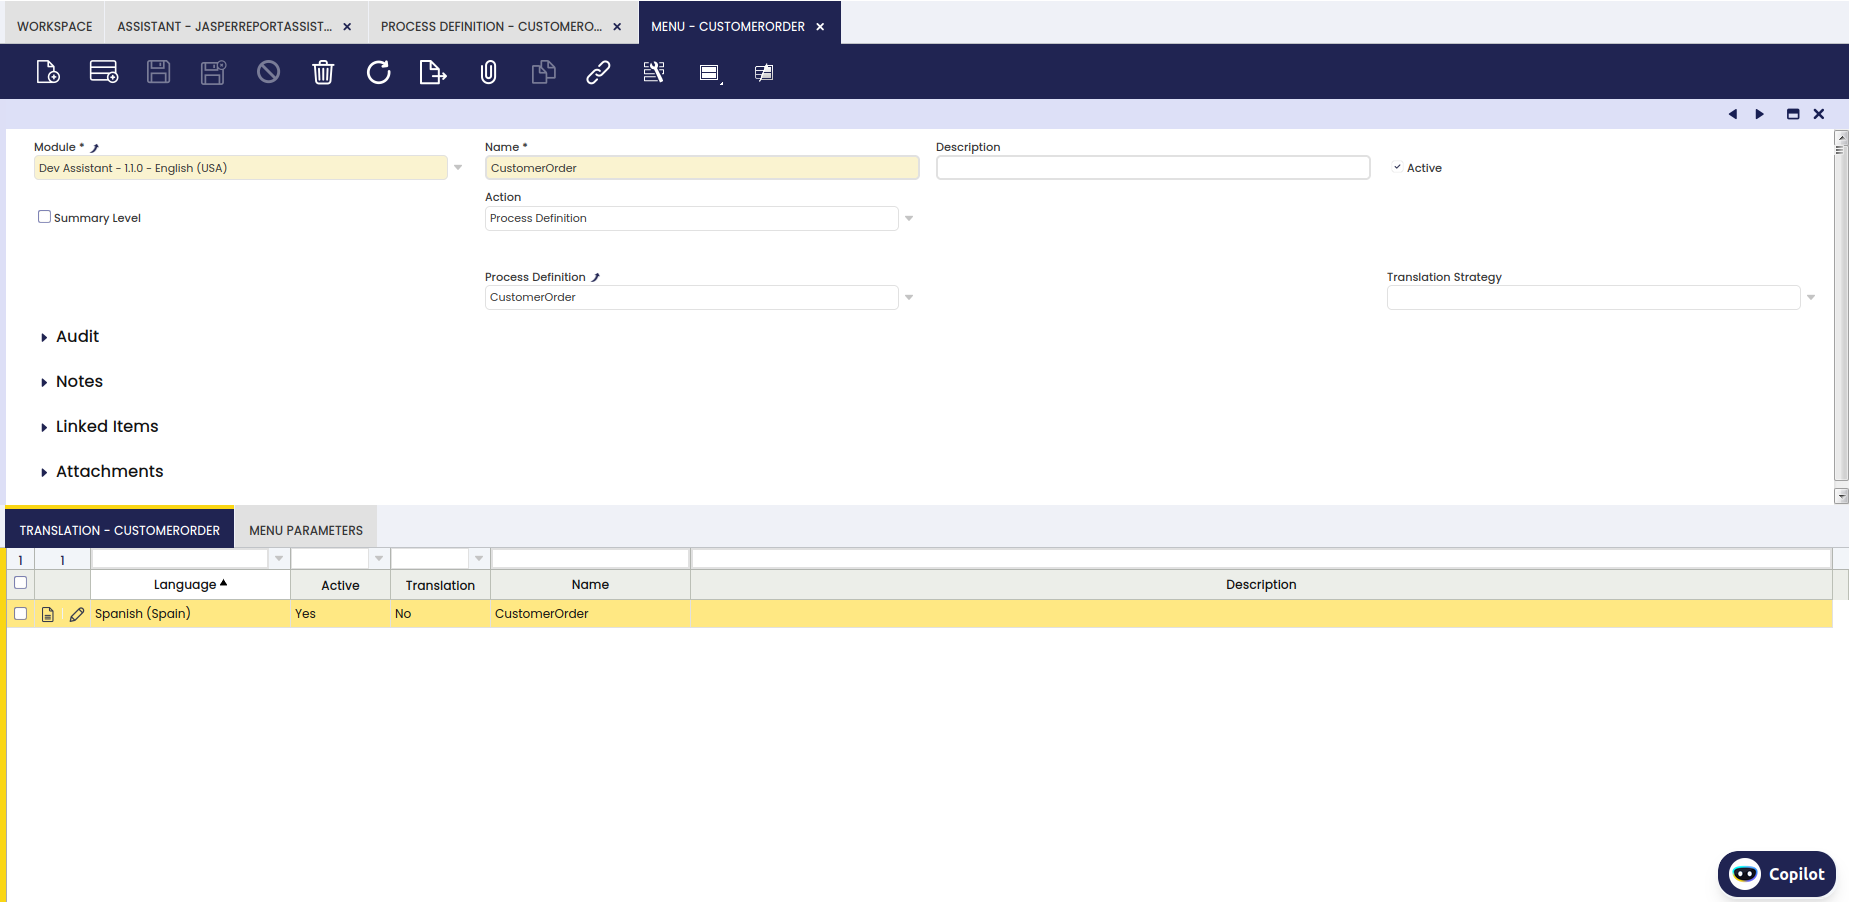 WORKSPACE ASSISTANT - JASPERREPORTASSIST... PROCESS DEFINITION - CUSTOMERO... MENU - CUSTOMERORDER
Module * Name * Description
Dev Assistant - 1.1.0 - English (USA) CustomerOrder Active
Action
Summary Level Process Definition
Process Definition Translation Strategy
CustomerOrder
Audit
Notes
Linked Items
Attachments
TRANSLATION - CUSTOMERORDER MENU PARAMETERS
1 1
Language Active Translation Name Description
Spanish (Spain) Yes No CustomerOrder
Copilot